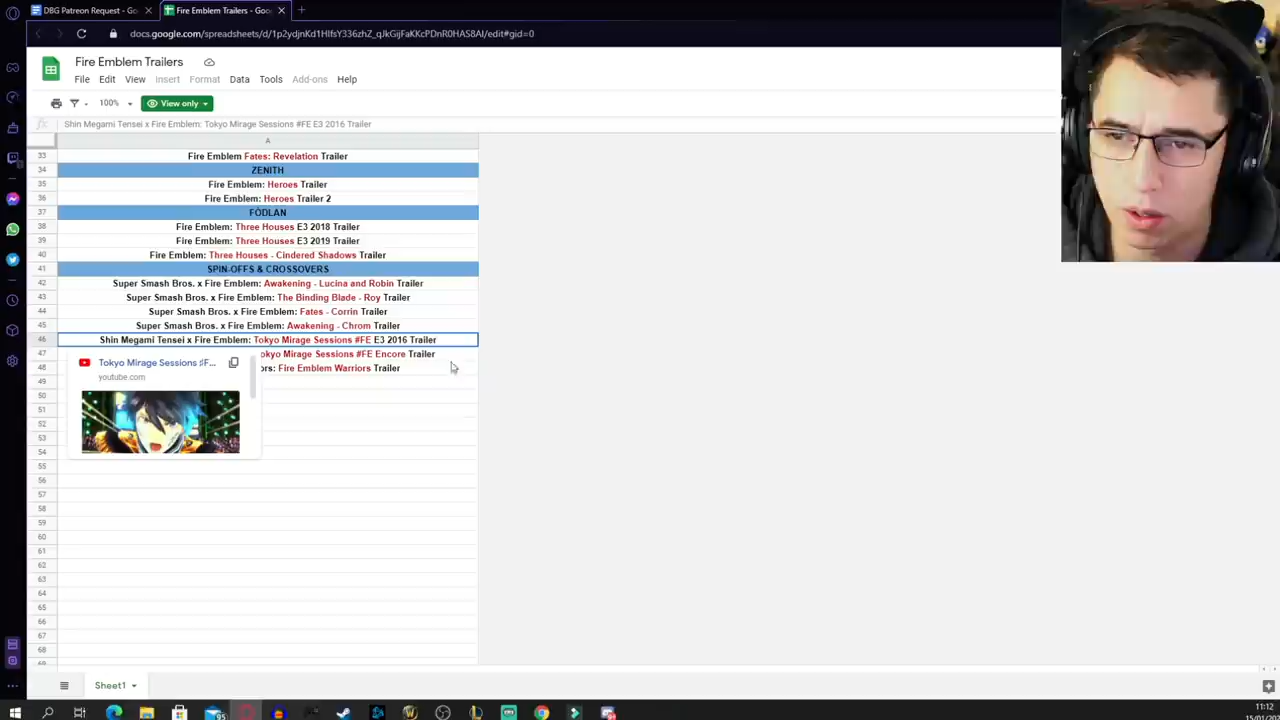 DBG Patreon Request - Go
Fire Emblem Trailers - Goo
docs.google.com/spreadsheets/d/1p2ydjnKd1HlfsY336zhZ_qJkGijFaKKcPDnR0HAS8AI/edit#gid=0
Fire Emblem Trailers
File Edit View Insert Format Data Tools Add-ons Help
100% View only
fx Shin Megami Tensei x Fire Emblem: Tokyo Mirage Sessions #FE E3 2016 Trailer
A
33 Fire Emblem Fates: Revelation Trailer
34 ZENITH
35 Fire Emblem: Heroes Trailer
36 Fire Emblem: Heroes Trailer 2
37 FÓDLAN
38 Fire Emblem: Three Houses E3 2018 Trailer
39 Fire Emblem: Three Houses E3 2019 Trailer
40 Fire Emblem: Three Houses - Cindered Shadows Trailer
41 SPIN-OFFS & CROSSOVERS
42 Super Smash Bros. x Fire Emblem: Awakening - Lucina and Robin Trailer
43 Super Smash Bros. x Fire Emblem: The Binding Blade - Roy Trailer
44 Super Smash Bros. x Fire Emblem: Fates - Corrin Trailer
45 Super Smash Bros. x Fire Emblem: Awakening - Chrom Trailer
46 Shin Megami Tensei x Fire Emblem: Tokyo Mirage Sessions #FE E3 2016 Trailer
47 okyo Mirage Sessions #FE Encore Trailer
Tokyo Mirage Sessions ♯F...
48 ors: Fire Emblem Warriors Trailer
youtube.com
49
50
51
52
53
54
55
56
57
58
59
60
61
62
63
64
65
66
67
68
69
Sheet1
11:12